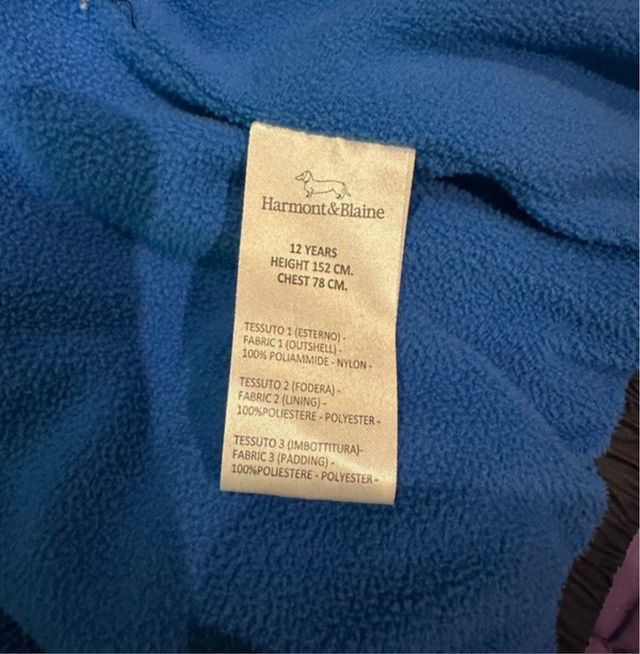 Harmont&Blaine
12 YEARS
HEIGHT 152 CM.
CHEST 78 CM.
TESSUTO 1 (ESTERNO) -
FABRIC 1 (OUTSHELL) -
100% POLIAMMIDE - NYLON -
TESSUTO 2 (FODERA) -
FABRIC 2 (LINING) -
100%POLIESTERE - POLYESTER -
TESSUTO 3 (IMBOTTITURA)-
FABRIC 3 (PADDING) -
100%POLIESTERE - POLYESTER -